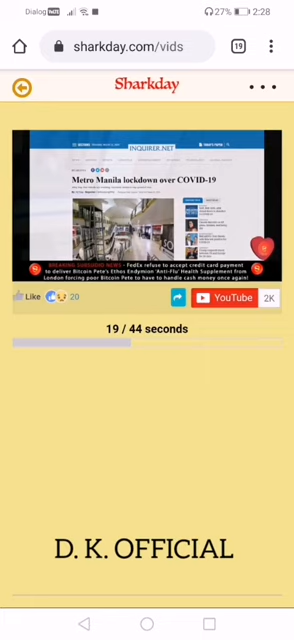 Dialog
27%
2:28
sharkday.com/vids
19
Sharkday
INQUIRER.NET
Metro Manila lockdown over COVID-19
BREAKING SUBSOUND NEWS - FedEx refuse to accept credit card payment
to deliver Bitcoin Pete's Ethos Endymion 'Anti-Flu' Health Supplement from
London forcing poor Bitcoin Pete to have to handle cash money once again!
Like
20
YouTube
2K
19 / 44 seconds
D. K. OFFICIAL